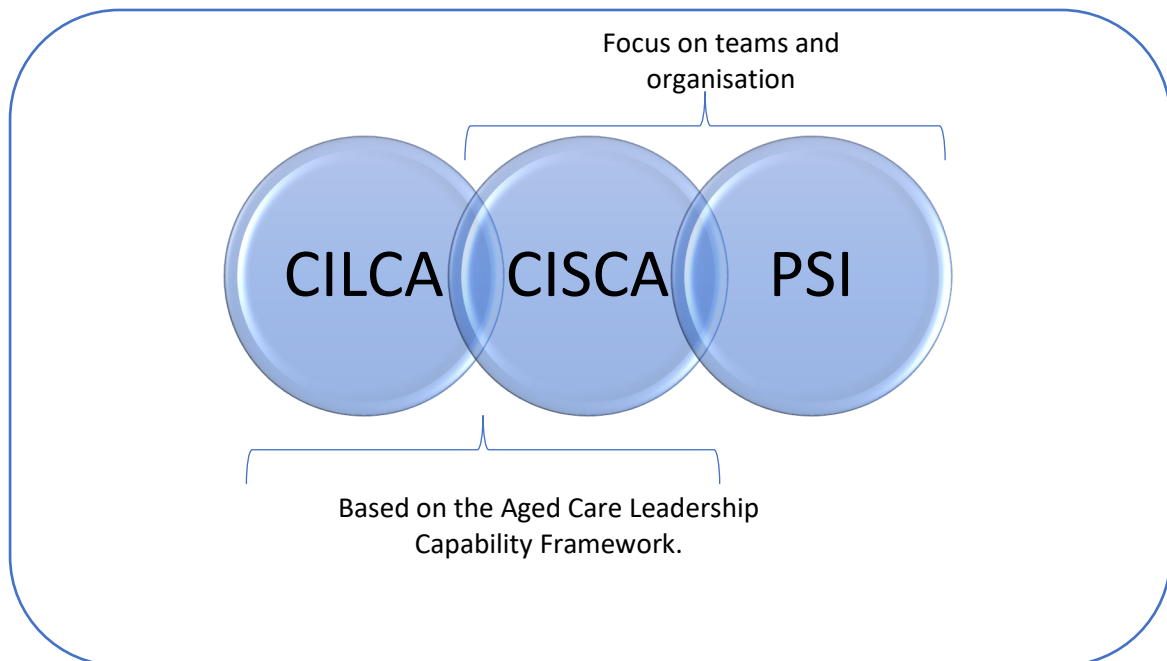 Focus on teams and
organisation
CILCA
CISCA
PSI
Based on the Aged Care Leadership
Capability Framework.